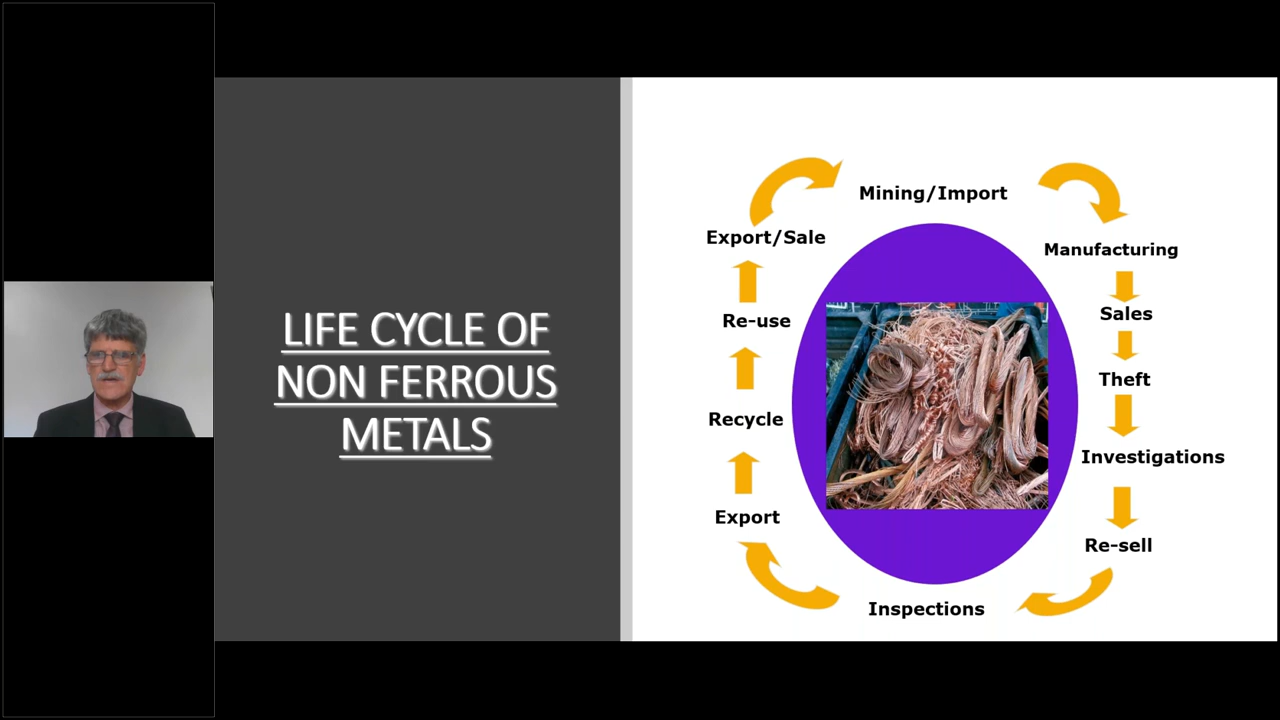 LIFE CYCLE OF
NON FERROUS
METALS
Mining/Import
Manufacturing
Sales
Theft
Investigations
Re-sell
Inspections
Export
Recycle
Re-use
Export/Sale